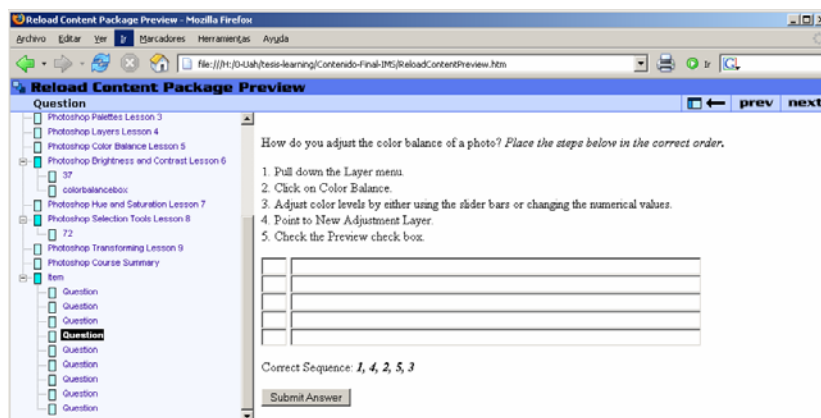 Reload Content Package Preview - Mozilla Firefox
Archivo Editar Ver Ir Marcadores Herramientas Ayuda
file:///H:/0-Uah/tesis-learning/Contenido-Final-IMS/ReloadContentPreview.htm
Ir
Reload Content Package Preview
Question
prev next
Photoshop Palettes Lesson 3
Photoshop Layers Lesson 4
Photoshop Color Balance Lesson 5
Photoshop Brightness and Contrast Lesson 6
37
colorbalancebox
Photoshop Hue and Saturation Lesson 7
Photoshop Selection Tools Lesson 8
72
Photoshop Transforming Lesson 9
Photoshop Course Summary
Item
Question
Question
Question
Question
Question
Question
Question
Question
Question
How do you adjust the color balance of a photo? Place the steps below in the correct order.
1. Pull down the Layer menu.
2. Click on Color Balance.
3. Adjust color levels by either using the slider bars or changing the numerical values.
4. Point to New Adjustment Layer.
5. Check the Preview check box.
Correct Sequence: 1, 4, 2, 5, 3
Submit Answer